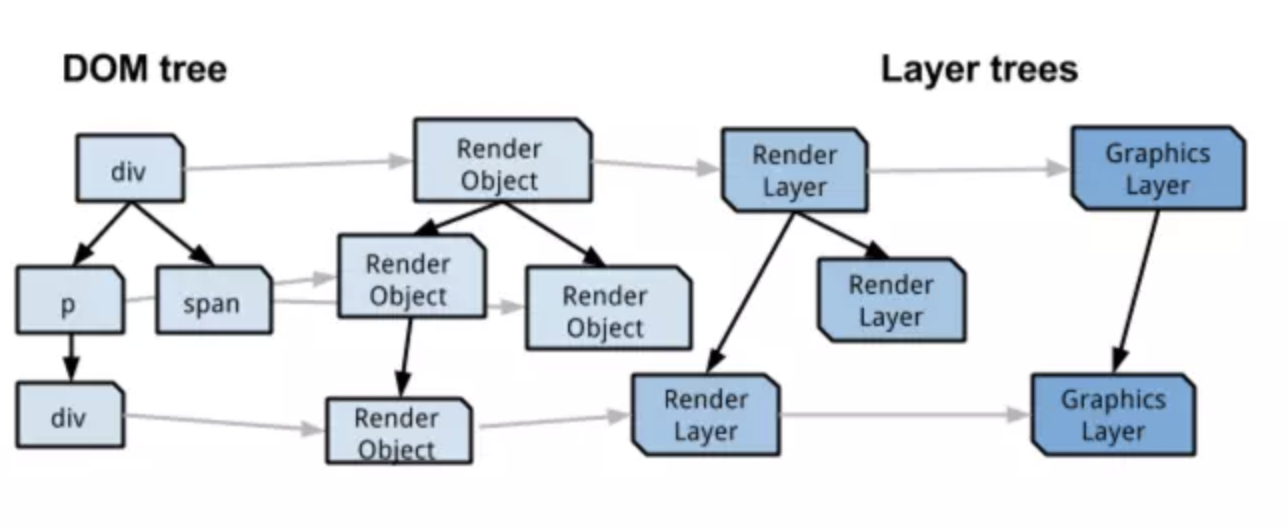 DOM tree
Layer trees
div
Render
Object
Render
Layer
Graphics
Layer
p
span
Render
Object
Render
Object
Render
Layer
div
Render
Object
Render
Layer
Graphics
Layer